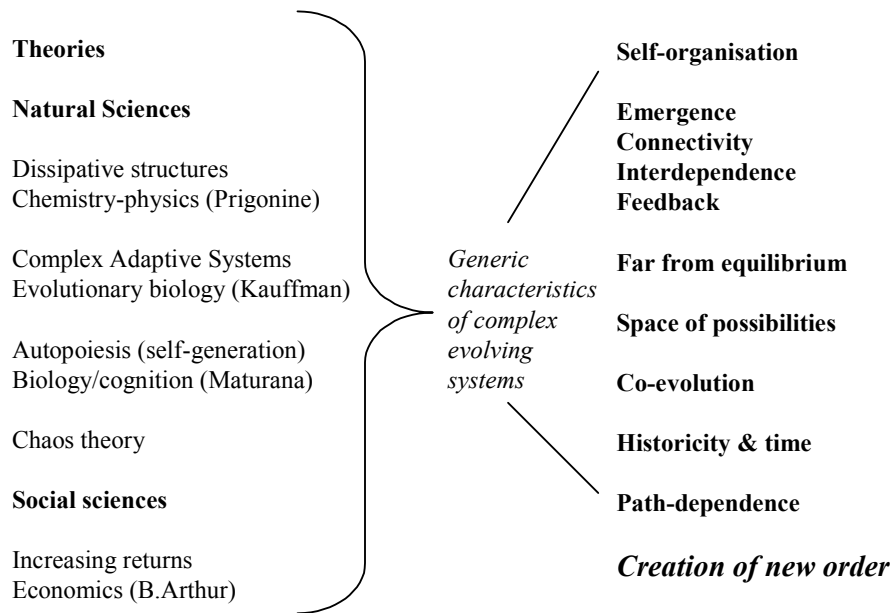 Theories
Natural Sciences
Dissipative structures
Chemistry-physics (Prigonine)
Complex Adaptive Systems
Evolutionary biology (Kauffman)
Autopoiesis (self-generation)
Biology/cognition (Maturana)
Chaos theory
Social sciences
Increasing returns
Economics (B.Arthur)
Generic
characteristics
of complex
evolving
systems
Self-organisation
Emergence
Connectivity
Interdependence
Feedback
Far from equilibrium
Space of possibilities
Co-evolution
Historicity & time
Path-dependence
Creation of new order